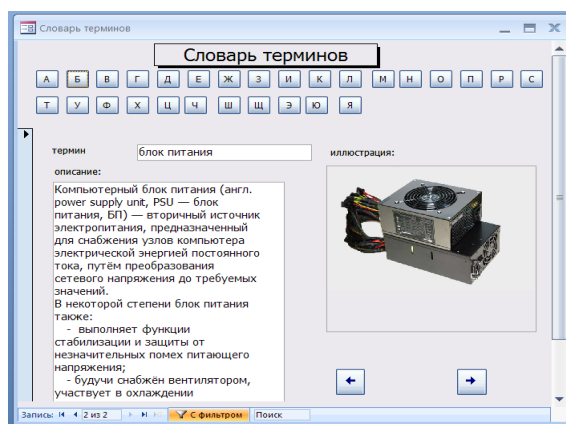 Словарь терминов
Словарь терминов
А Б В Г Д Е Ж З И К Л М Н О П Р С
Т У Ф Х Ц Ч Ш Щ Э Ю Я
термин
блок питания
иллюстрация:
описание:
Компьютерный блок питания (англ.
power supply unit, PSU — блок
питания, БП) — вторичный источник
электропитания, предназначенный
для снабжения узлов компьютера
электрической энергией постоянного
тока, путём преобразования
сетевого напряжения до требуемых
значений.
В некоторой степени блок питания
также:
- выполняет функции
стабилизации и защиты от
незначительных помех питающего
напряжения;
- будучи снабжён вентилятором,
участвует в охлаждении
Запись: 2 из 2 С фильтром Поиск